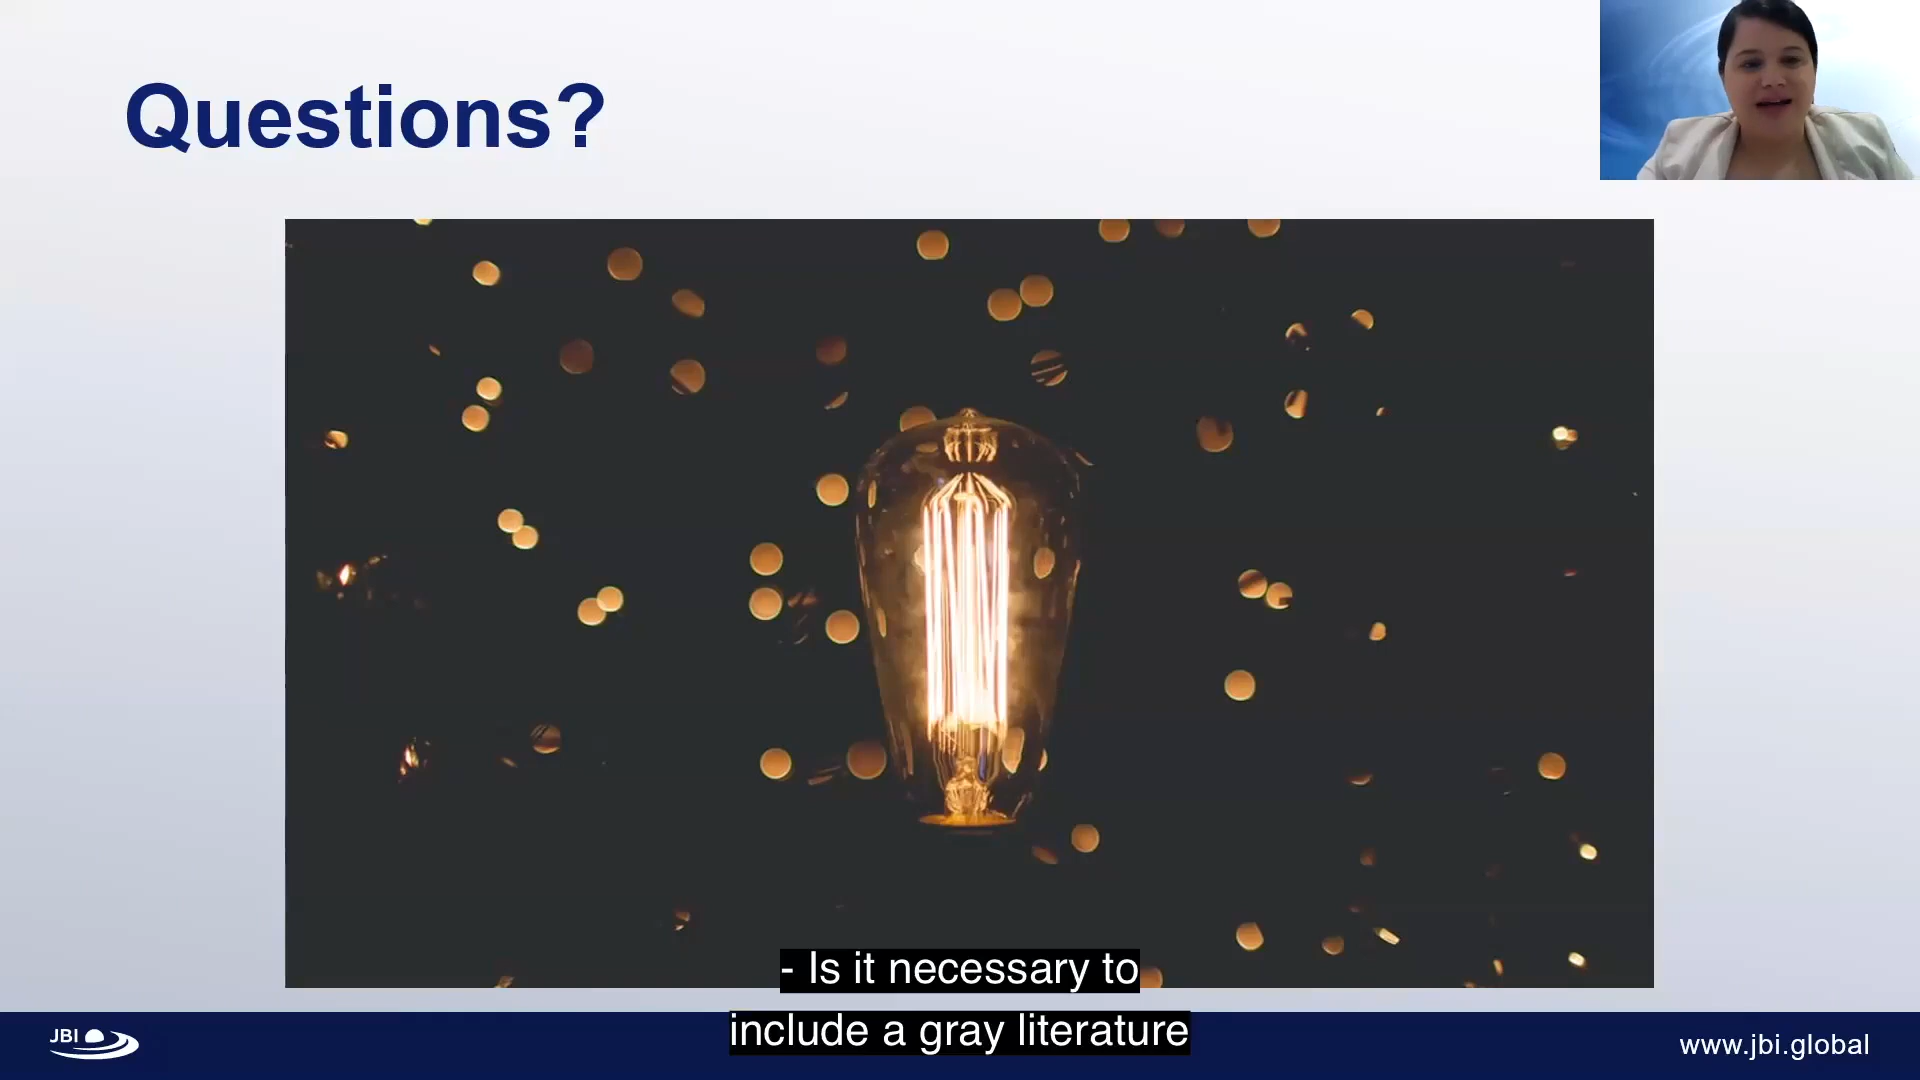 Questions?
- Is it necessary to
include a gray literature
JBI
www.jbi.global